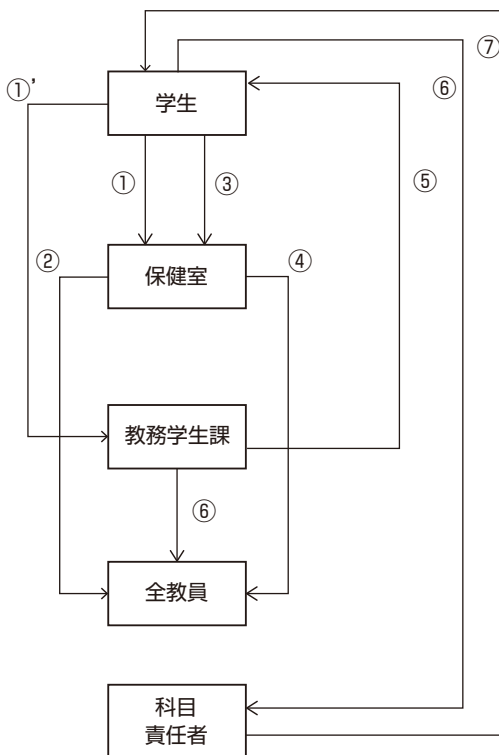 ⑦
①’
学生
⑥
①
③
⑤
②
保健室
④
教務学生課
⑥
全教員
科目
責任者